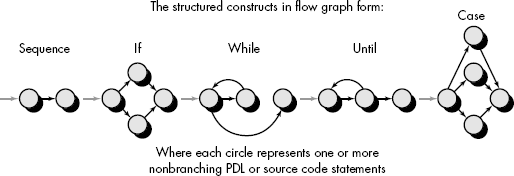 The structured constructs in flow graph form:
Case
Sequence
If
While
Until
Where each circle represents one or more
nonbranching PDL or source code statements